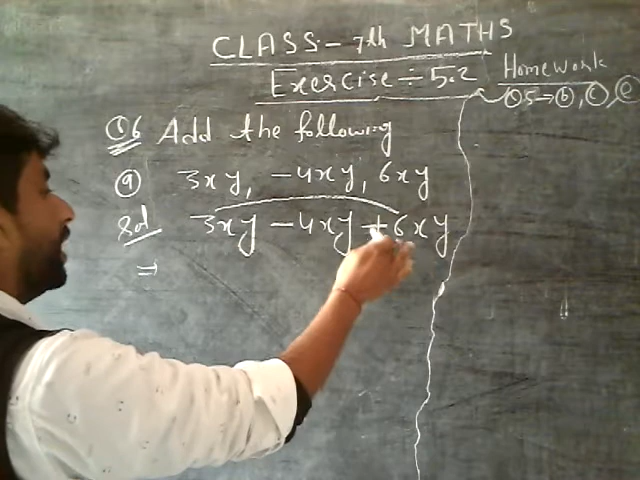 CLASS:- 7th MATHS
Exercise ÷ 5.2
Homework
Q5→ⓑ, ⓒ, ⓔ
Q6 Add the following
ⓐ 3xy, -4xy, 6xy
Sol 3xy - 4xy + 6xy
⇒